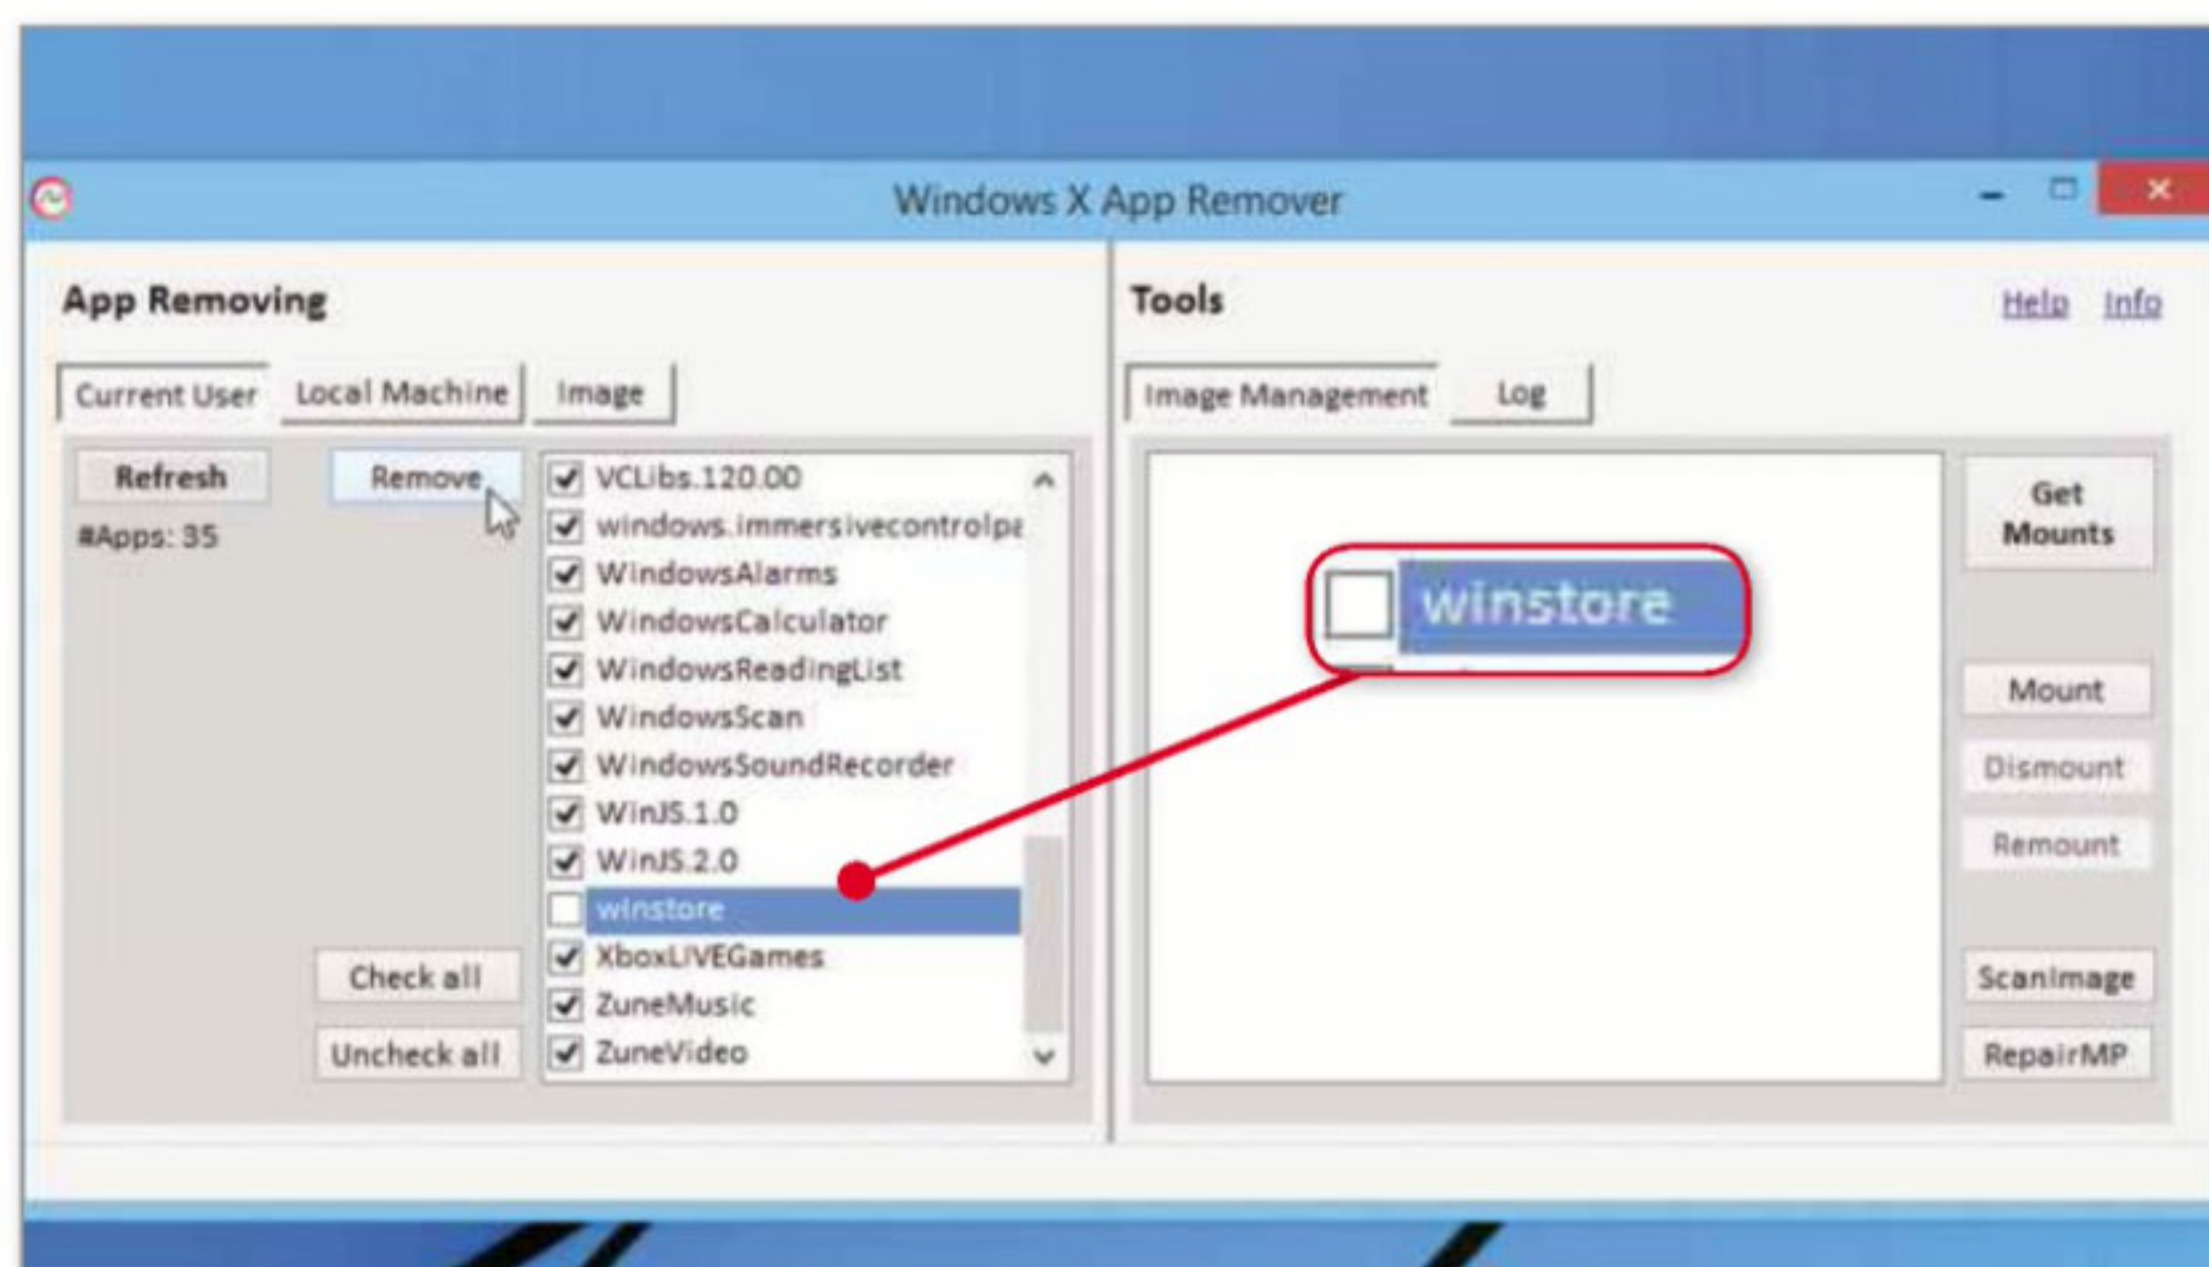 Windows X App Remover
App Removing
Current User
Local Machine
Image
Refresh
Remove
#Apps: 35
VCLibs.120.00
windows.immersivecontrolpa
WindowsAlarms
WindowsCalculator
WindowsReadingList
WindowsScan
WindowsSoundRecorder
WinJS.1.0
WinJS.2.0
winstore
XboxLIVEGames
ZuneMusic
ZuneVideo
Check all
Uncheck all
Tools
Help Info
Image Management
Log
winstore
Get
Mounts
Mount
Dismount
Remount
ScanImage
RepairMP